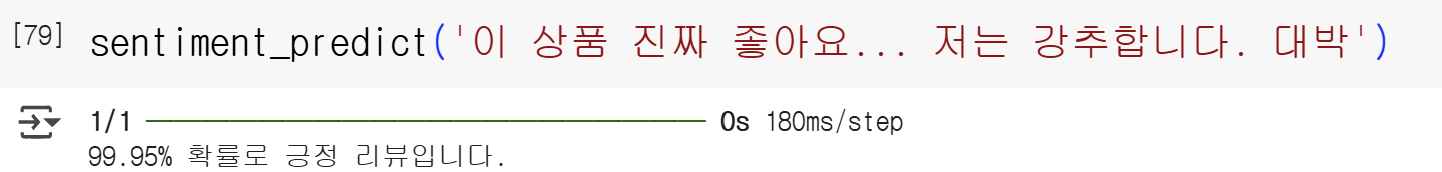 [79] sentiment_predict('이 상품 진짜 좋아요... 저는 강추합니다. 대박')
1/1 ━━━━━━━━━━━━━━━━━━━━ 0s 180ms/step
99.95% 확률로 긍정 리뷰입니다.